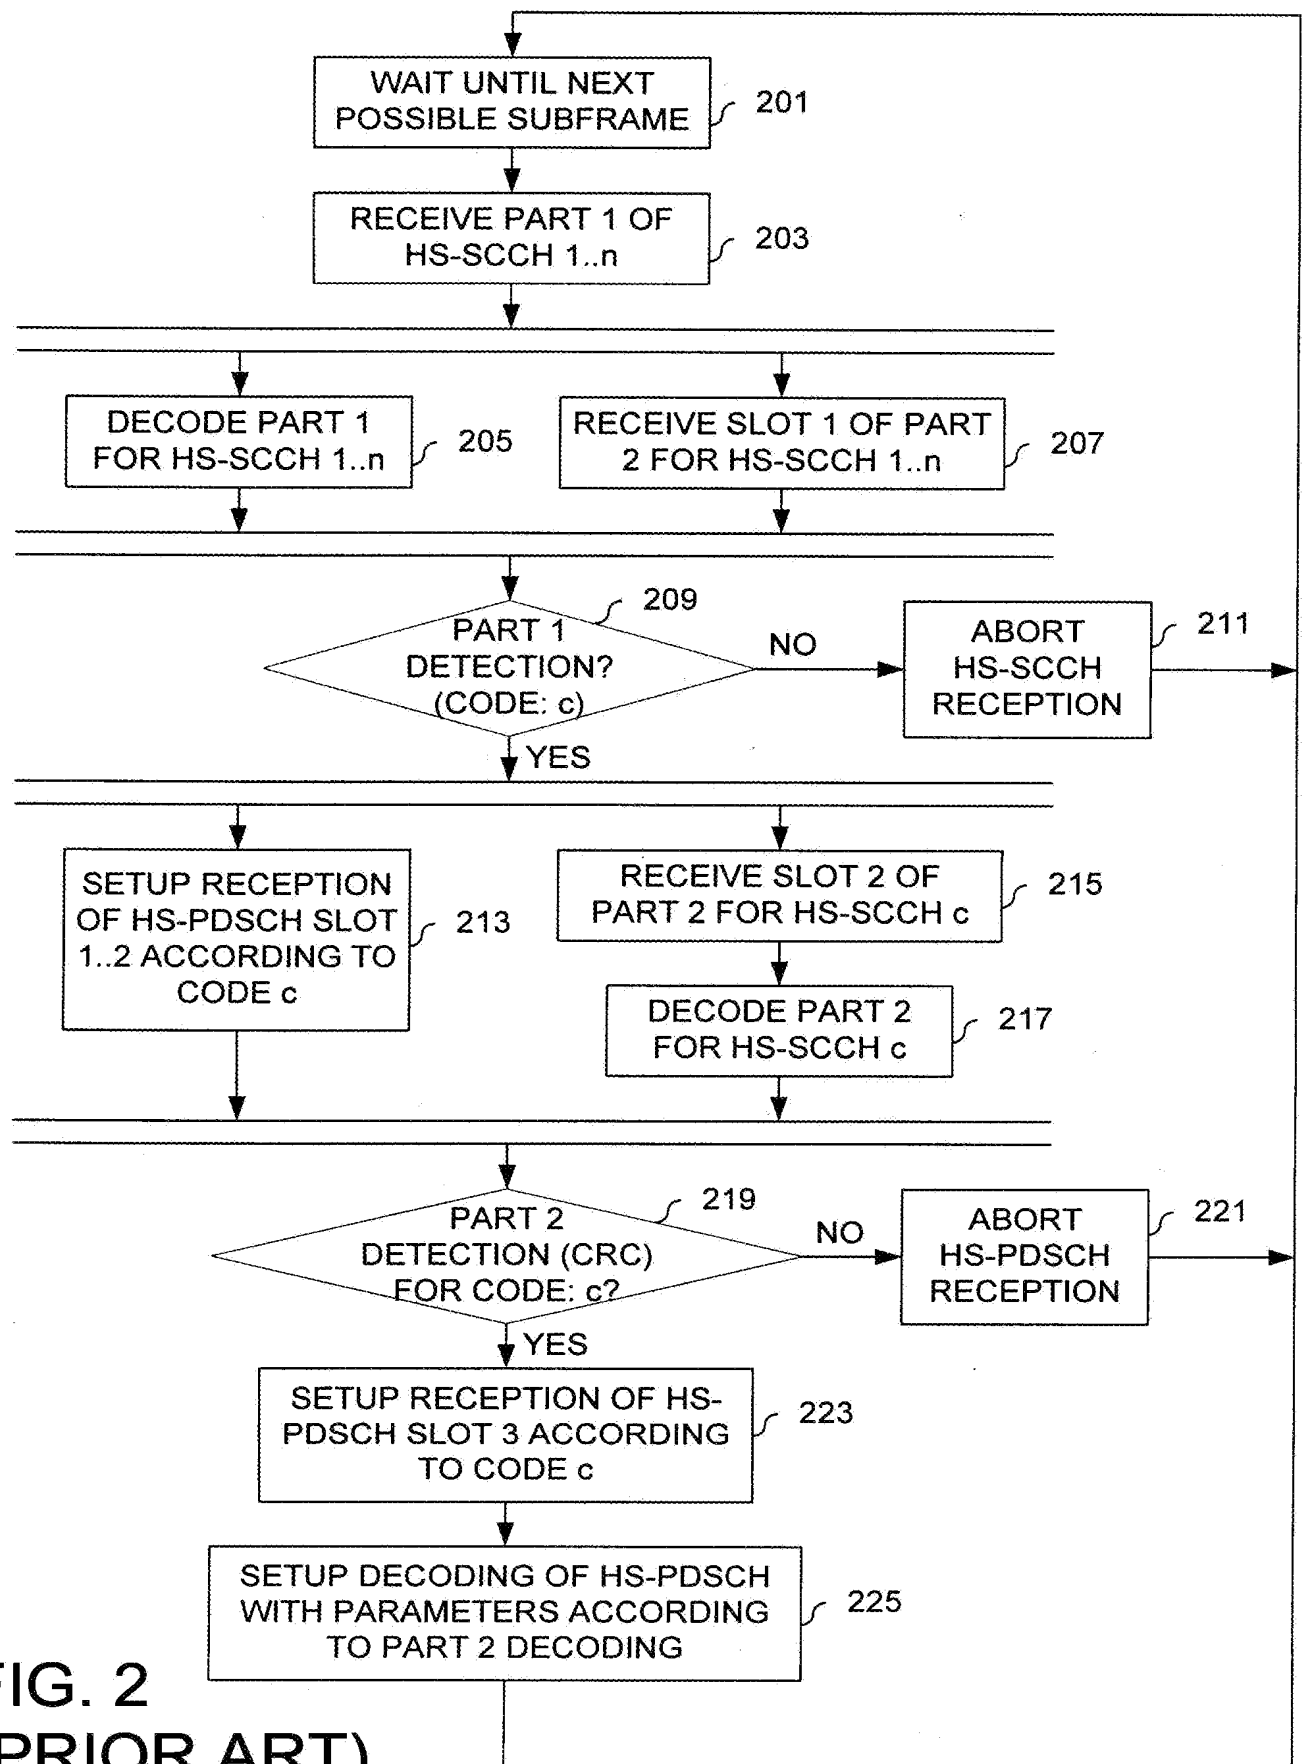 WAIT UNTIL NEXT
POSSIBLE SUBFRAME
201
RECEIVE PART 1 OF
HS-SCCH 1..n
203
DECODE PART 1
FOR HS-SCCH 1..n
205
RECEIVE SLOT 1 OF PART
2 FOR HS-SCCH 1..n
207
PART 1
DETECTION?
(CODE: c)
209
NO
ABORT
HS-SCCH
RECEPTION
211
YES
SETUP RECEPTION
OF HS-PDSCH SLOT
1..2 ACCORDING TO
CODE c
213
RECEIVE SLOT 2 OF
PART 2 FOR HS-SCCH c
215
DECODE PART 2
FOR HS-SCCH c
217
PART 2
DETECTION (CRC)
FOR CODE: c?
219
NO
ABORT
HS-PDSCH
RECEPTION
221
YES
SETUP RECEPTION OF HS-
PDSCH SLOT 3 ACCORDING
TO CODE c
223
SETUP DECODING OF HS-PDSCH
WITH PARAMETERS ACCORDING
TO PART 2 DECODING
225
FIG. 2
PRIOR ART)